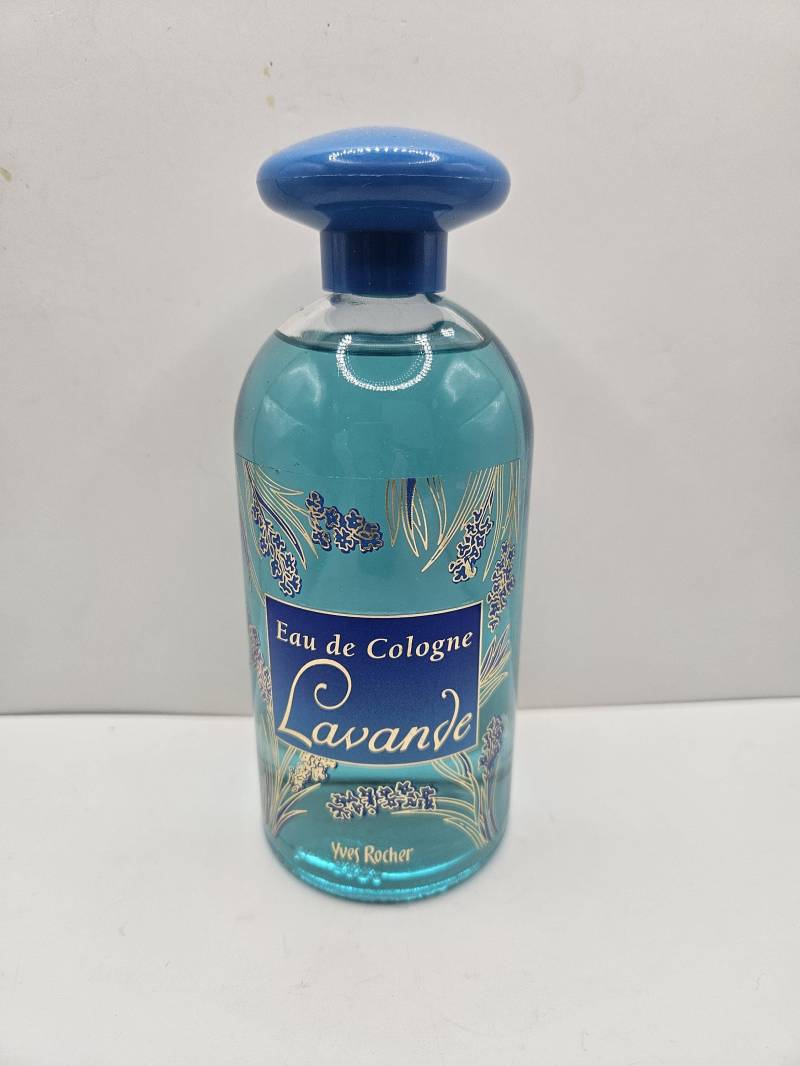 Eau de Cologne
Lavande
Yves Rocher